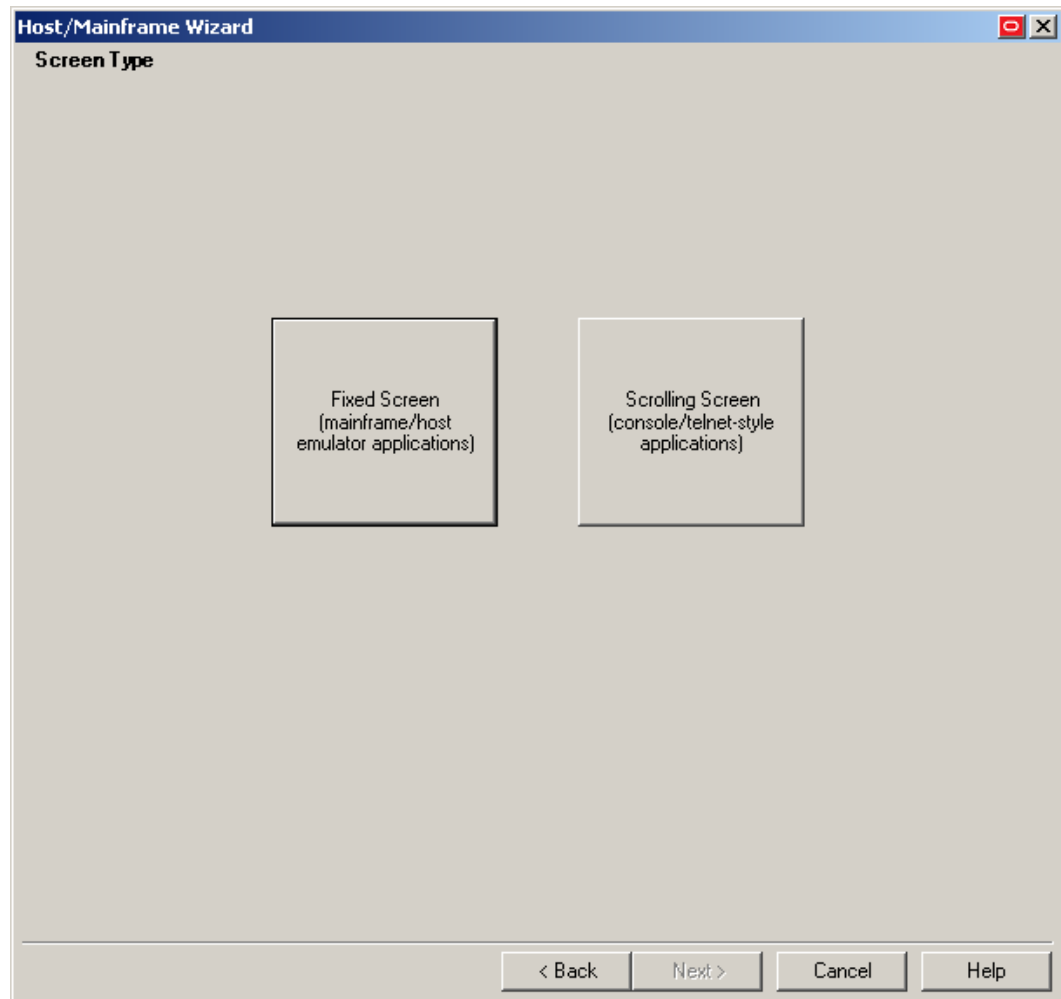 Host/Mainframe Wizard
Screen Type
Fixed Screen
(mainframe/host
emulator applications)
Scrolling Screen
(console/telnet-style
applications)
< Back
Next >
Cancel
Help